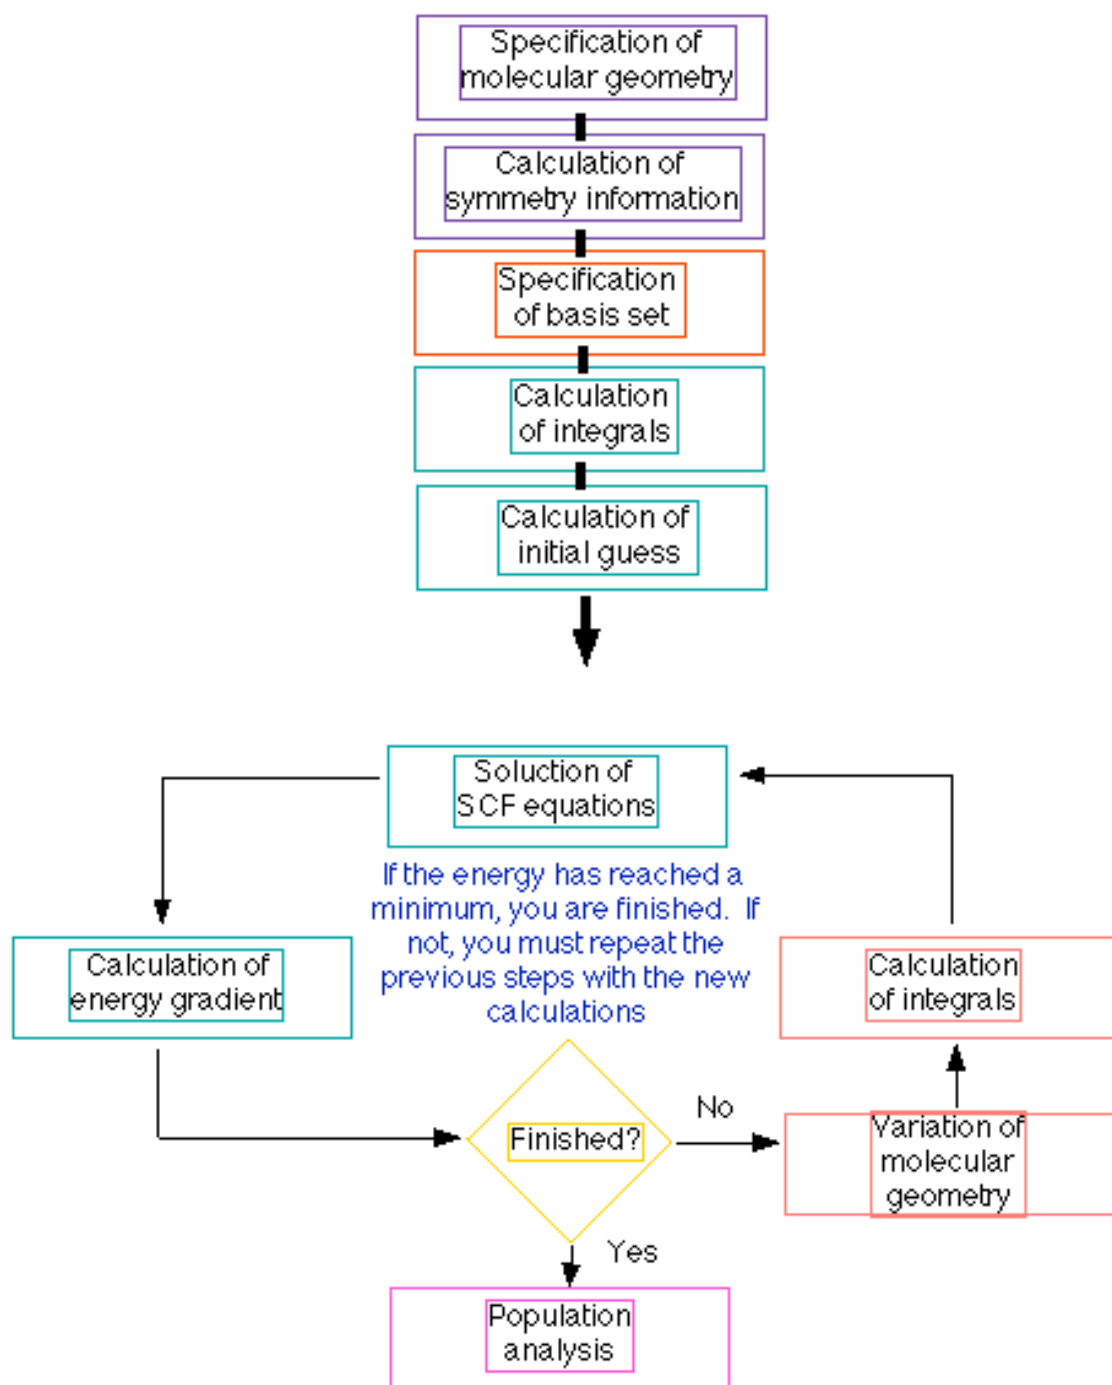 Specification of
molecular geometry
Calculation of
symmetry information
Specification
of basis set
Calculation
of integrals
Calculation of
initial guess
Soluction of
SCF equations
If the energy has reached a
minimum, you are finished. If
not, you must repeat the
previous steps with the new
calculations
Calculation of
energy gradient
Calculation
of integrals
Finished?
No
Variation of
molecular
geometry
Yes
Population
analysis